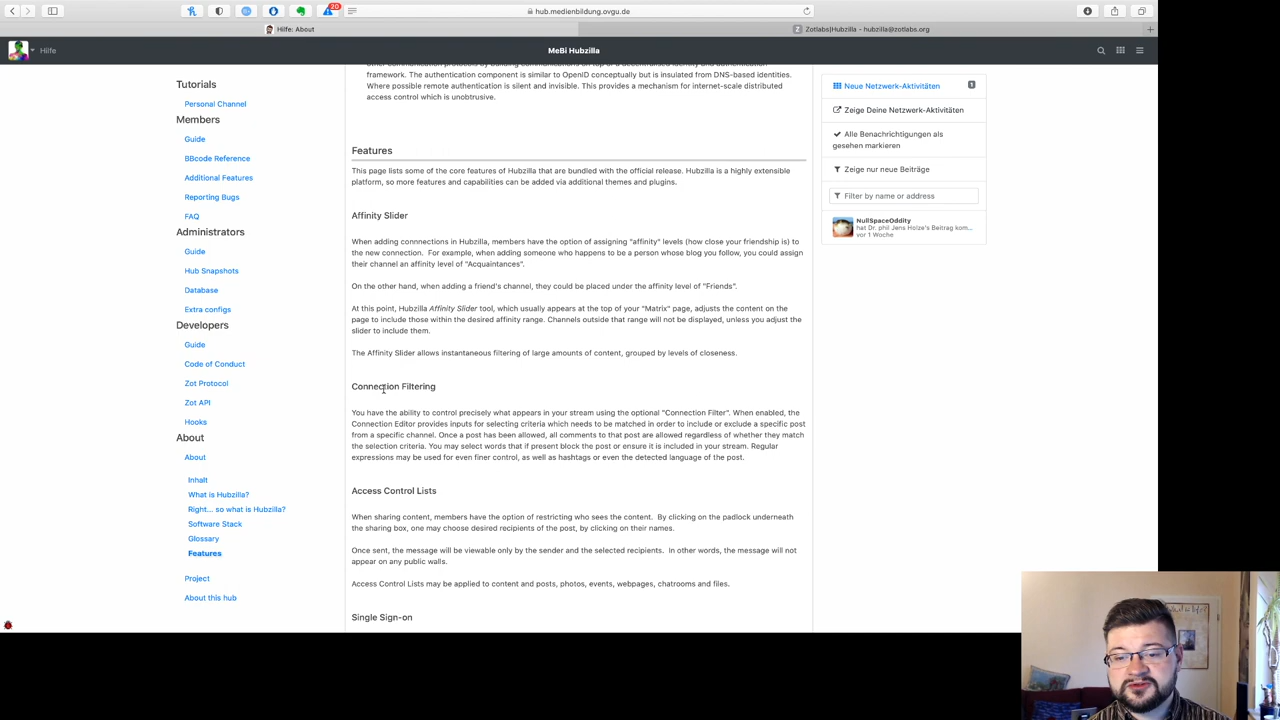 20
hub.medienbildung.ovgu.de
Hilfe: About
Zotlabs|Hubzilla - hubzilla@zotlabs.org
Hilfe
MeBi Hubzilla
Tutorials
Personal Channel
Members
Guide
BBcode Reference
Additional Features
Reporting Bugs
FAQ
Administrators
Guide
Hub Snapshots
Database
Extra configs
Developers
Guide
Code of Conduct
Zot Protocol
Zot API
Hooks
About
About
Inhalt
What is Hubzilla?
Right... so what is Hubzilla?
Software Stack
Glossary
Features
Project
About this hub
framework. The authentication component is similar to OpenID conceptually but is insulated from DNS-based identities.
Where possible remote authentication is silent and invisible. This provides a mechanism for internet-scale distributed
access control which is unobtrusive.
Features
This page lists some of the core features of Hubzilla that are bundled with the official release. Hubzilla is a highly extensible
platform, so more features and capabilities can be added via additional themes and plugins.
Affinity Slider
When adding connnections in Hubzilla, members have the option of assigning "affinity" levels (how close your friendship is) to
the new connection. For example, when adding someone who happens to be a person whose blog you follow, you could assign
their channel an affinity level of "Acquaintances".
On the other hand, when adding a friend's channel, they could be placed under the affinity level of "Friends".
At this point, Hubzilla Affinity Slider tool, which usually appears at the top of your "Matrix" page, adjusts the content on the
page to include those within the desired affinity range. Channels outside that range will not be displayed, unless you adjust the
slider to include them.
The Affinity Slider allows instantaneous filtering of large amounts of content, grouped by levels of closeness.
Connection Filtering
You have the ability to control precisely what appears in your stream using the optional "Connection Filter". When enabled, the
Connection Editor provides inputs for selecting criteria which needs to be matched in order to include or exclude a specific post
from a specific channel. Once a post has been allowed, all comments to that post are allowed regardless of whether they match
the selection criteria. You may select words that if present block the post or ensure it is included in your stream. Regular
expressions may be used for even finer control, as well as hashtags or even the detected language of the post.
Access Control Lists
When sharing content, members have the option of restricting who sees the content. By clicking on the padlock underneath
the sharing box, one may choose desired recipients of the post, by clicking on their names.
Once sent, the message will be viewable only by the sender and the selected recipients. In other words, the message will not
appear on any public walls.
Access Control Lists may be applied to content and posts, photos, events, webpages, chatrooms and files.
Single Sign-on
Neue Netzwerk-Aktivitäten
1
Zeige Deine Netzwerk-Aktivitäten
Alle Benachrichtigungen als
gesehen markieren
Zeige nur neue Beiträge
Filter by name or address
NullSpaceOddity
hat Dr. phil Jens Holze's Beitrag kom...
vor 1 Woche